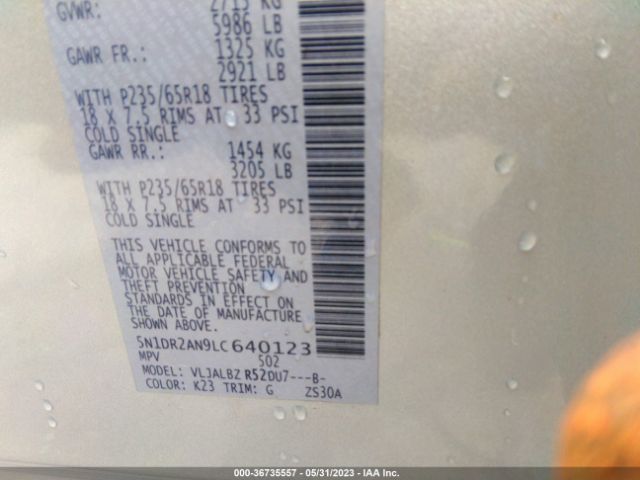 GVWR: 2715 KG
5986 LB
GAWR FR.: 1325 KG
2921 LB
WITH P235/65R18 TIRES
18 X 7.5 RIMS AT 33 PSI
COLD SINGLE
GAWR RR.: 1454 KG
3205 LB
WITH P235/65R18 TIRES
18 X 7.5 RIMS AT 33 PSI
COLD SINGLE
THIS VEHICLE CONFORMS TO
ALL APPLICABLE FEDERAL
MOTOR VEHICLE SAFETY AND
THEFT PREVENTION
STANDARDS IN EFFECT ON
THE DATE OF MANUFACTURE
SHOWN ABOVE.
5N1DR2AN9LC640123
MPV 502
MODEL: VLJALBZ R52DU7---B-
COLOR: K23 TRIM: G ZS30A
000-36735557 - 05/31/2023 - IAA Inc.